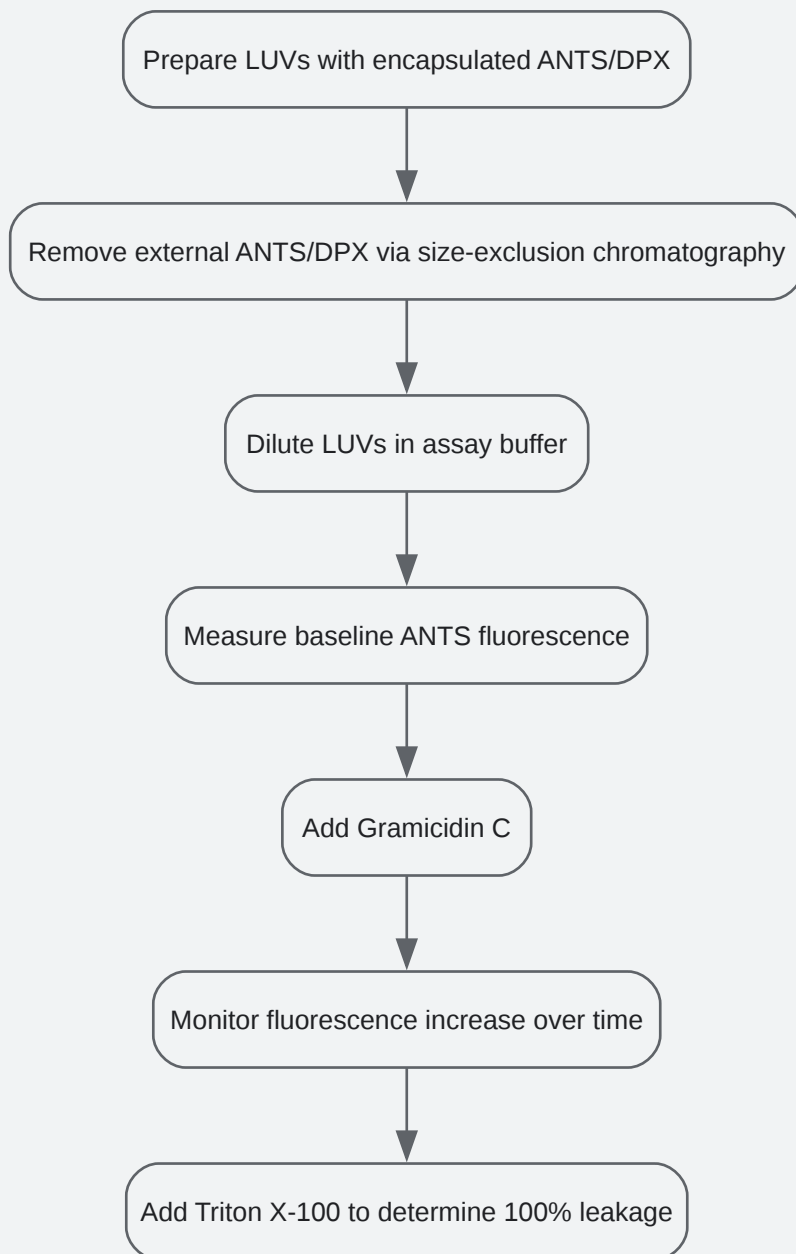 Prepare LUVs with encapsulated ANTS/DPX
Remove external ANTS/DPX via size-exclusion chromatography
Dilute LUVs in assay buffer
Measure baseline ANTS fluorescence
Add Gramicidin C
Monitor fluorescence increase over time
Add Triton X-100 to determine 100% leakage